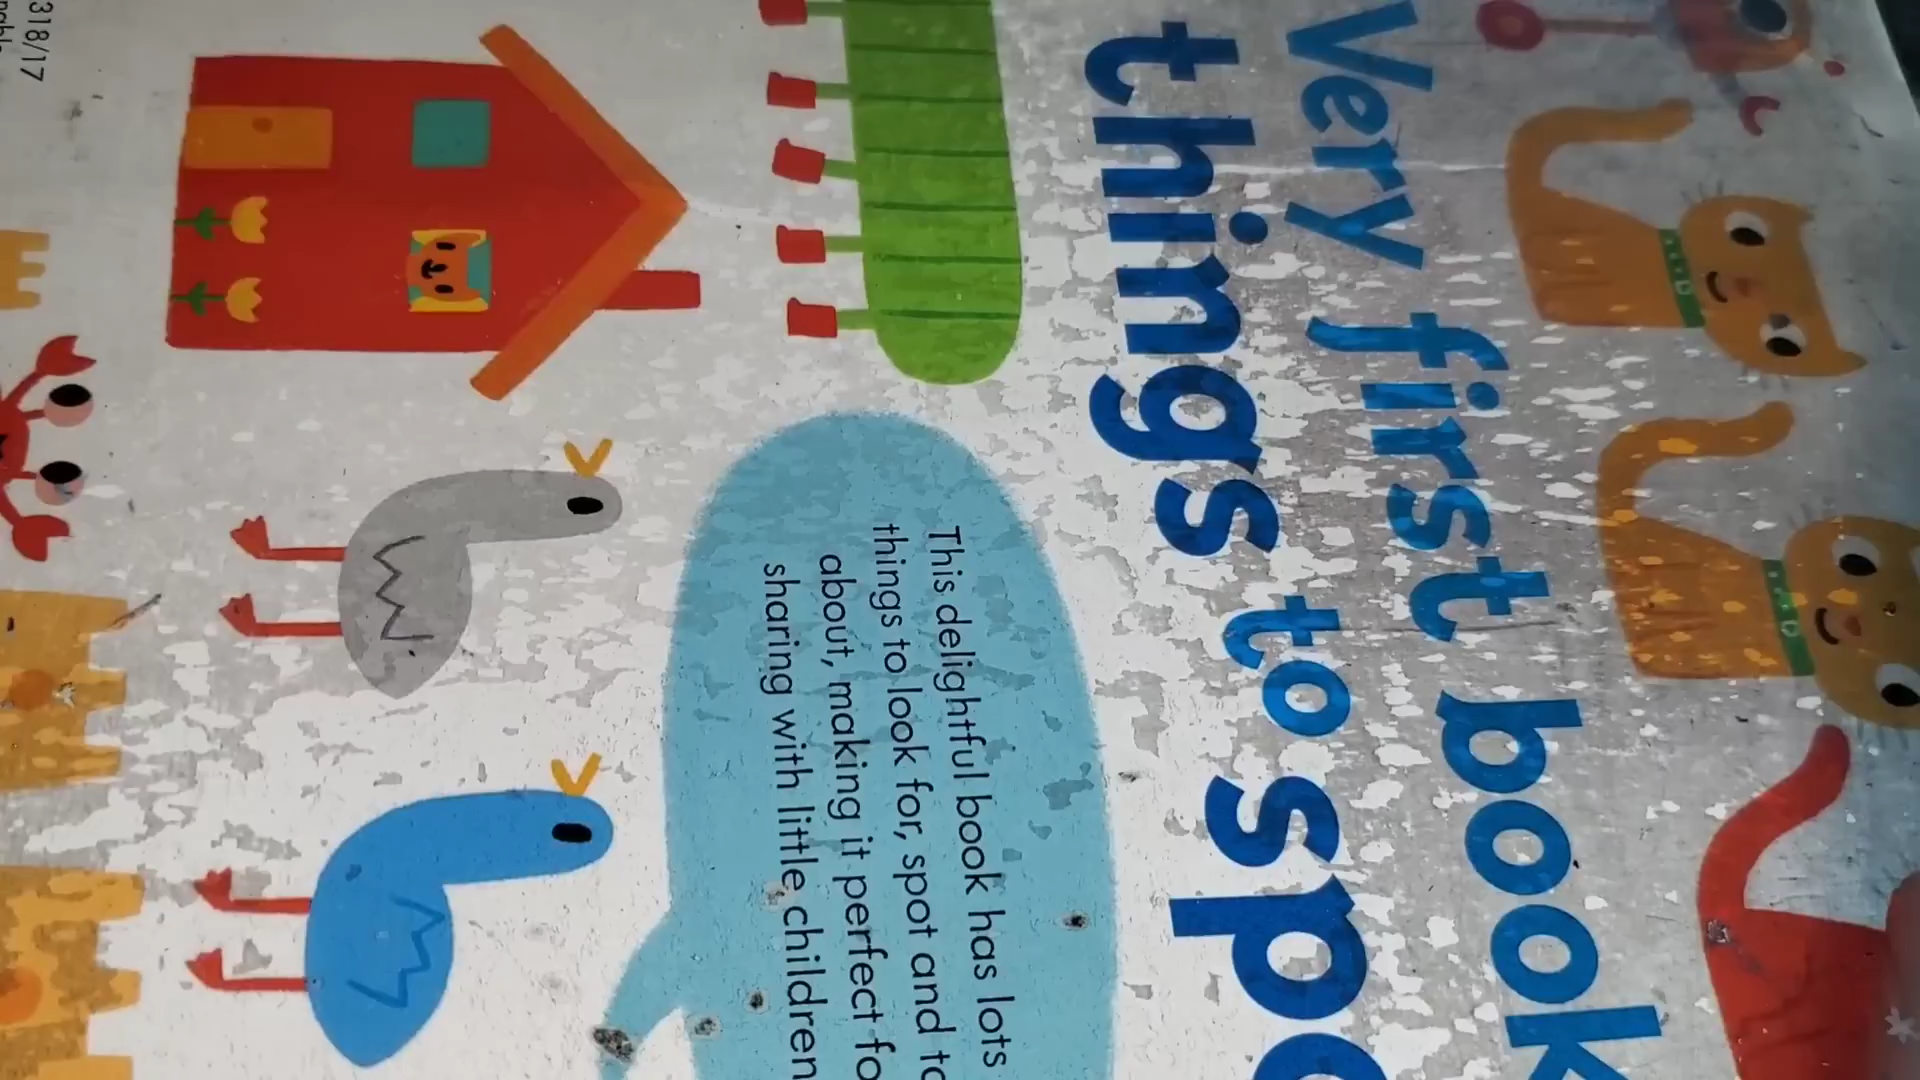 Very first book
things to spo
This delightful book has lots
things to look for, spot and ta
about, making it perfect fo
sharing with little children
318/17